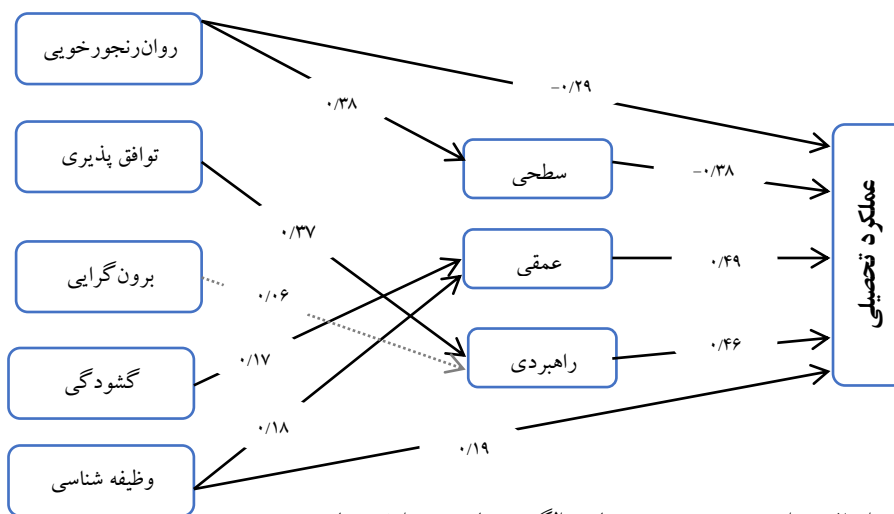 روان‌رنجورخویی
توافق پذیری
برون‌گرایی
گشودگی
وظیفه شناسی
سطحی
عمقی
راهبردی
عملکرد تحصیلی
-۰/۲۹
۰/۳۸
-۰/۳۸
۰/۳۷
۰/۴۹
۰/۰۶
۰/۴۶
۰/۱۷
۰/۱۸
۰/۱۹